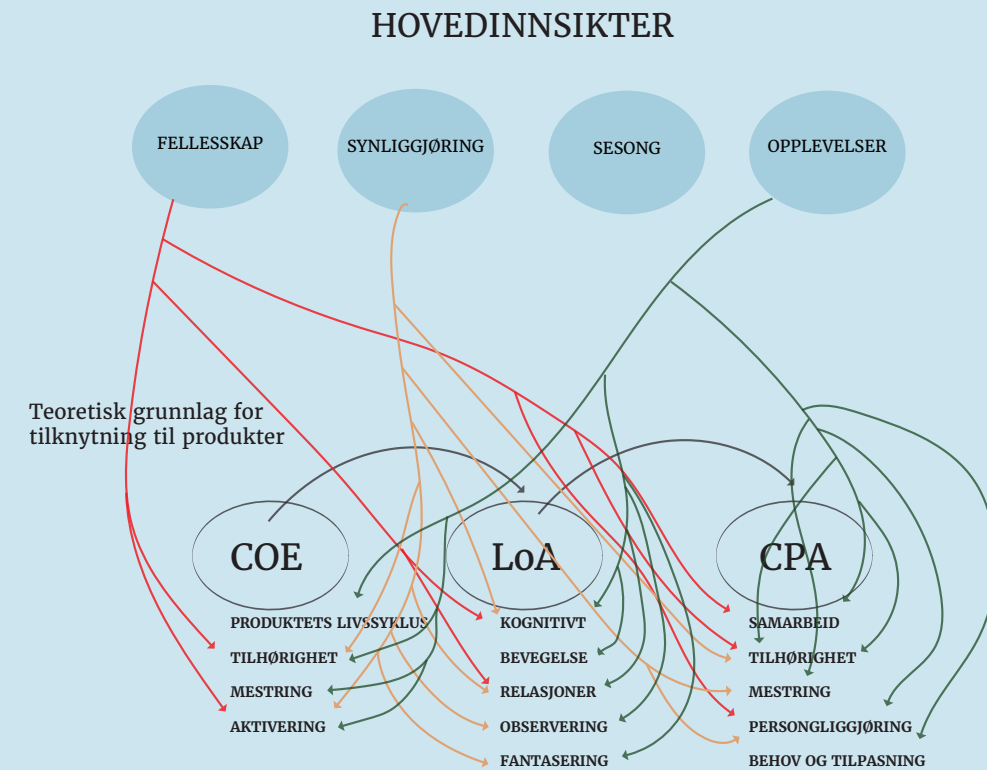 HOVEDINNSIKTER
FELLESSKAP
SYNLIGGJØRING
SESONG
OPPLEVELSER
Teoretisk grunnlag for
tilknytning til produkter
COE
PRODUKTETS LIVSSYKLUS
TILHØRIGHET
MESTRING
AKTIVERING
LoA
KOGNITIVT
BEVEGELSE
RELASJONER
OBSERVERING
FANTASERING
CPA
SAMARBEID
TILHØRIGHET
MESTRING
PERSONGLIGGJØRING
BEHOV OG TILPASNING